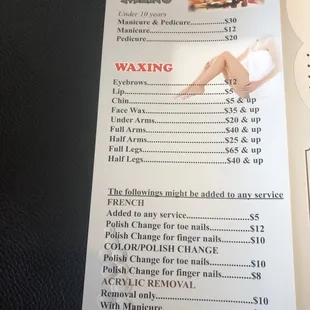 Under 10 years
Manicure & Pedicure..............$30
Manicure...............................$12
Pedicure................................$20
WAXING
Eyebrows.........................$12
Lip..................................$5
Chin................................$5 & up
Face Wax.........................$35 & up
Under Arms.....................$20 & up
Full Arms........................$40 & up
Half Arms.......................$25 & up
Full Legs.........................$65 & up
Half Legs.........................$40 & up
The followings might be added to any service
FRENCH
Added to any service.....................$5
Polish Change for toe nails..............$12
Polish Change for finger nails..........$10
COLOR/POLISH CHANGE
Polish Change for toe nails..............$10
Polish Change for finger nails..........$8
ACRYLIC REMOVAL
Removal only................................$10
With Manicure